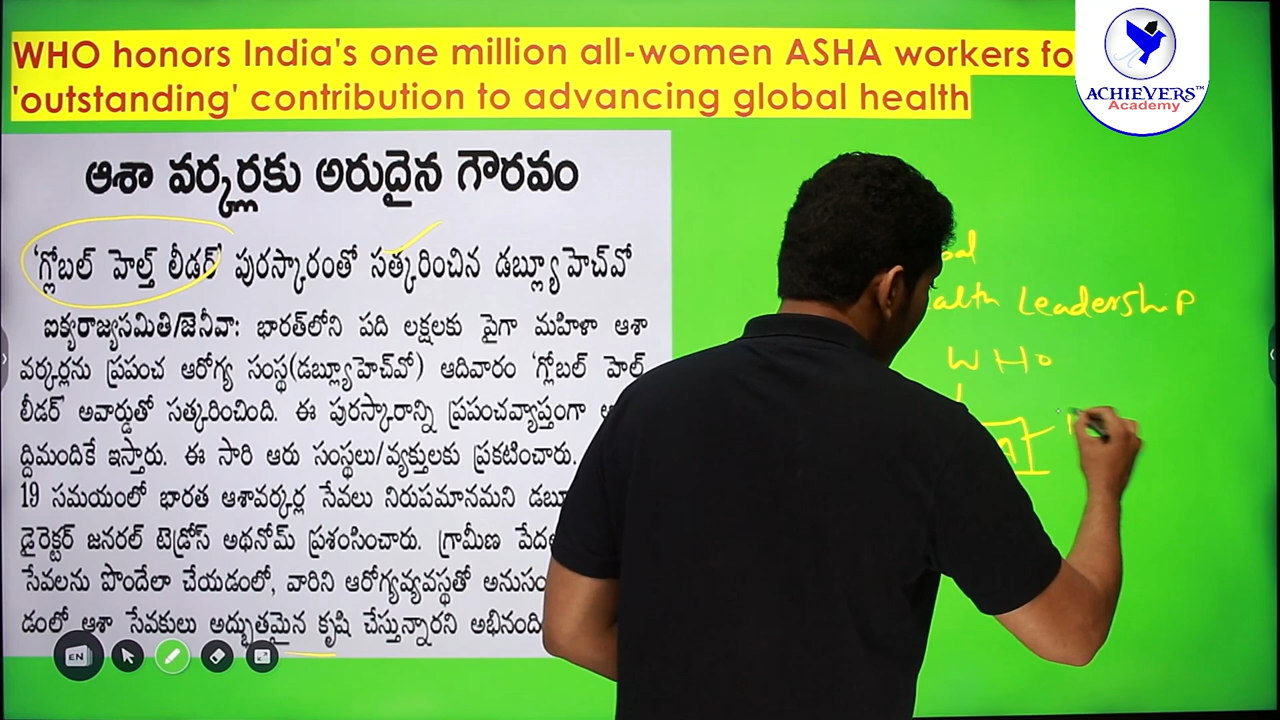 WHO honors India's one million all-women ASHA workers fo
'outstanding' contribution to advancing global health
ACHIEVERS™
Academy
ఆశా వర్కర్లకు అరుదైన గౌరవం
'గ్లోబల్ హెల్త్ లీడర్' పురస్కారంతో సత్కరించిన డబ్ల్యూహెచ్‌వో
ఐక్యరాజ్యసమితి/జెనీవా: భారత్‌లోని పది లక్షలకు పైగా మహిళా ఆశా
వర్కర్లను ప్రపంచ ఆరోగ్య సంస్థ(డబ్ల్యూహెచ్‌వో) ఆదివారం 'గ్లోబల్ హెల్త్
లీడర్' అవార్డుతో సత్కరించింది. ఈ పురస్కారాన్ని ప్రపంచవ్యాప్తంగా
ద్దిమందికే ఇస్తారు. ఈ సారి ఆరు సంస్థలు/వ్యక్తులకు ప్రకటించారు.
19 సమయంలో భారత ఆశావర్కర్ల సేవలు నిరుపమానమని
డైరెక్టర్ జనరల్ టెడ్రోస్ అథనోమ్ ప్రశంసించారు. గ్రామీణ
సేవలను పొందేలా చేయడంలో, వారిని ఆరోగ్యవ్యవస్థతో
డంలో ఆశా సేవకులు అద్భుతమైన కృషి చేస్తున్నారని
bal
alth Leadership
WHO
EN